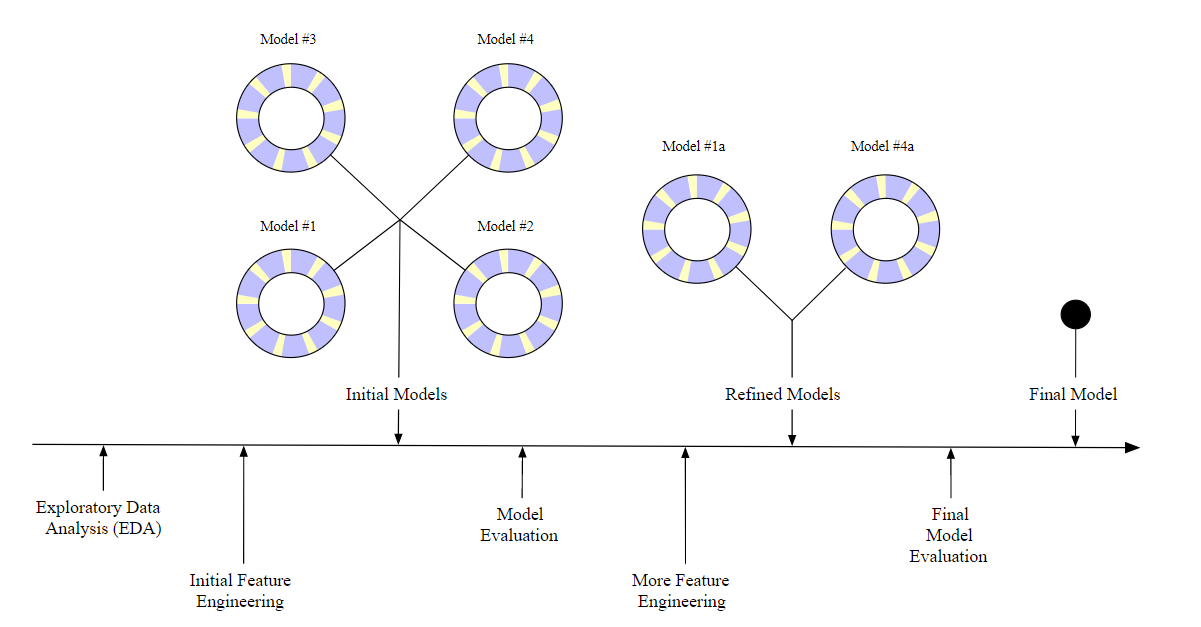 Model #3
Model #4
Model #1a
Model #4a
Model #1
Model #2
Initial Models
Refined Models
Final Model
Exploratory Data
Analysis (EDA)
Initial Feature
Engineering
Model
Evaluation
More Feature
Engineering
Final
Model
Evaluation